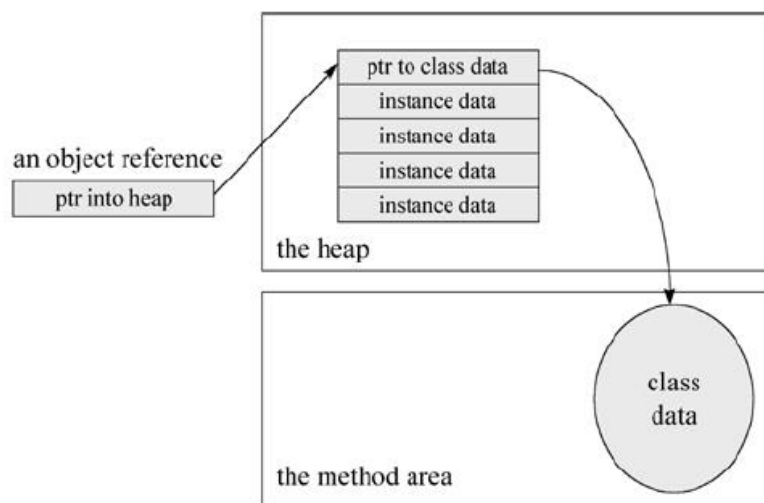 ptr to class data
instance data
instance data
instance data
instance data
an object reference
ptr into heap
the heap
class
data
the method area